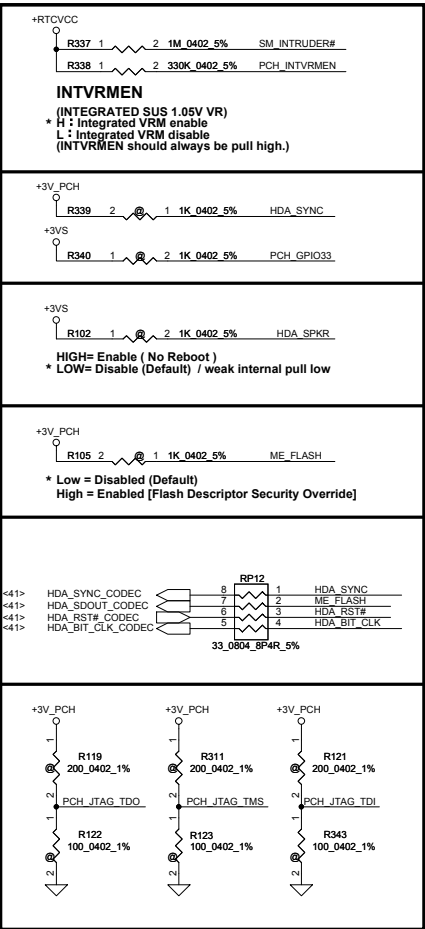 +RTCVCC
R337 1 2 1M_0402_5% SM_INTRUDER#
R338 1 2 330K_0402_5% PCH_INTVRMEN
INTVRMEN
(INTEGRATED SUS 1.05V VR)
* H : Integrated VRM enable
L : Integrated VRM disable
(INTVRMEN should always be pull high.)
+3V_PCH
R339 2 @ 1 1K_0402_5% HDA_SYNC
+3VS
R340 1 @ 2 1K_0402_5% PCH_GPIO33
+3VS
R102 1 @ 2 1K_0402_5% HDA_SPKR
HIGH= Enable ( No Reboot )
* LOW= Disable (Default) / weak internal pull low
+3V_PCH
R105 2 @ 1 1K_0402_5% ME_FLASH
* Low = Disabled (Default)
High = Enabled [Flash Descriptor Security Override]
RP12
<41> HDA_SYNC_CODEC 8 1 HDA_SYNC
<41> HDA_SDOUT_CODEC 7 2 ME_FLASH
<41> HDA_RST#_CODEC 6 3 HDA_RST#
<41> HDA_BIT_CLK_CODEC 5 4 HDA_BIT_CLK
33_0804_8P4R_5%
+3V_PCH +3V_PCH +3V_PCH
1 1 1
R119 R311 R121
@ 200_0402_1% @ 200_0402_1% @ 200_0402_1%
2 2 2
PCH_JTAG_TDO PCH_JTAG_TMS PCH_JTAG_TDI
1 1 1
R122 R123 R343
100_0402_1% 100_0402_1% 100_0402_1%
@ @ @
2 2 2